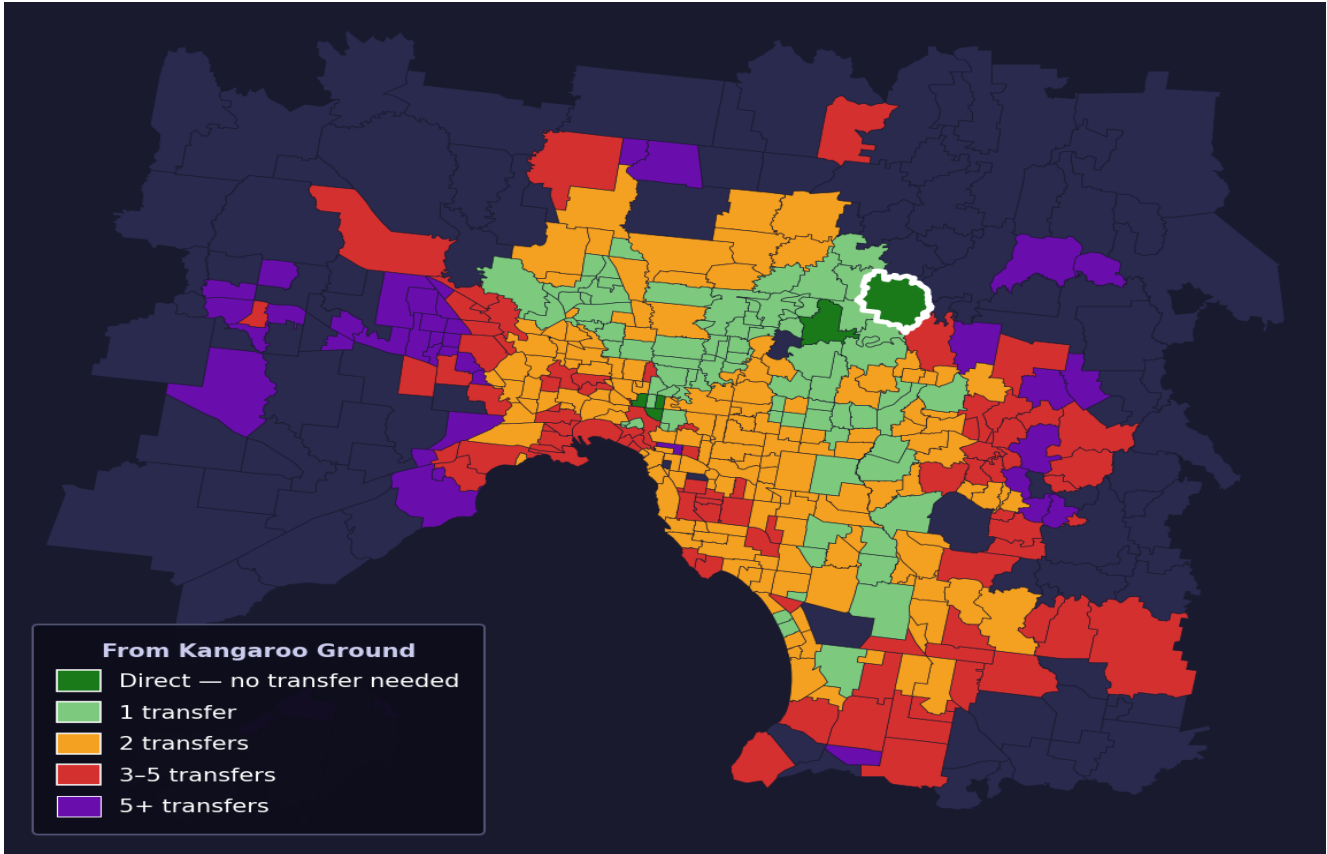 From Kangaroo Ground
Direct — no transfer needed
1 transfer
2 transfers
3–5 transfers
5+ transfers